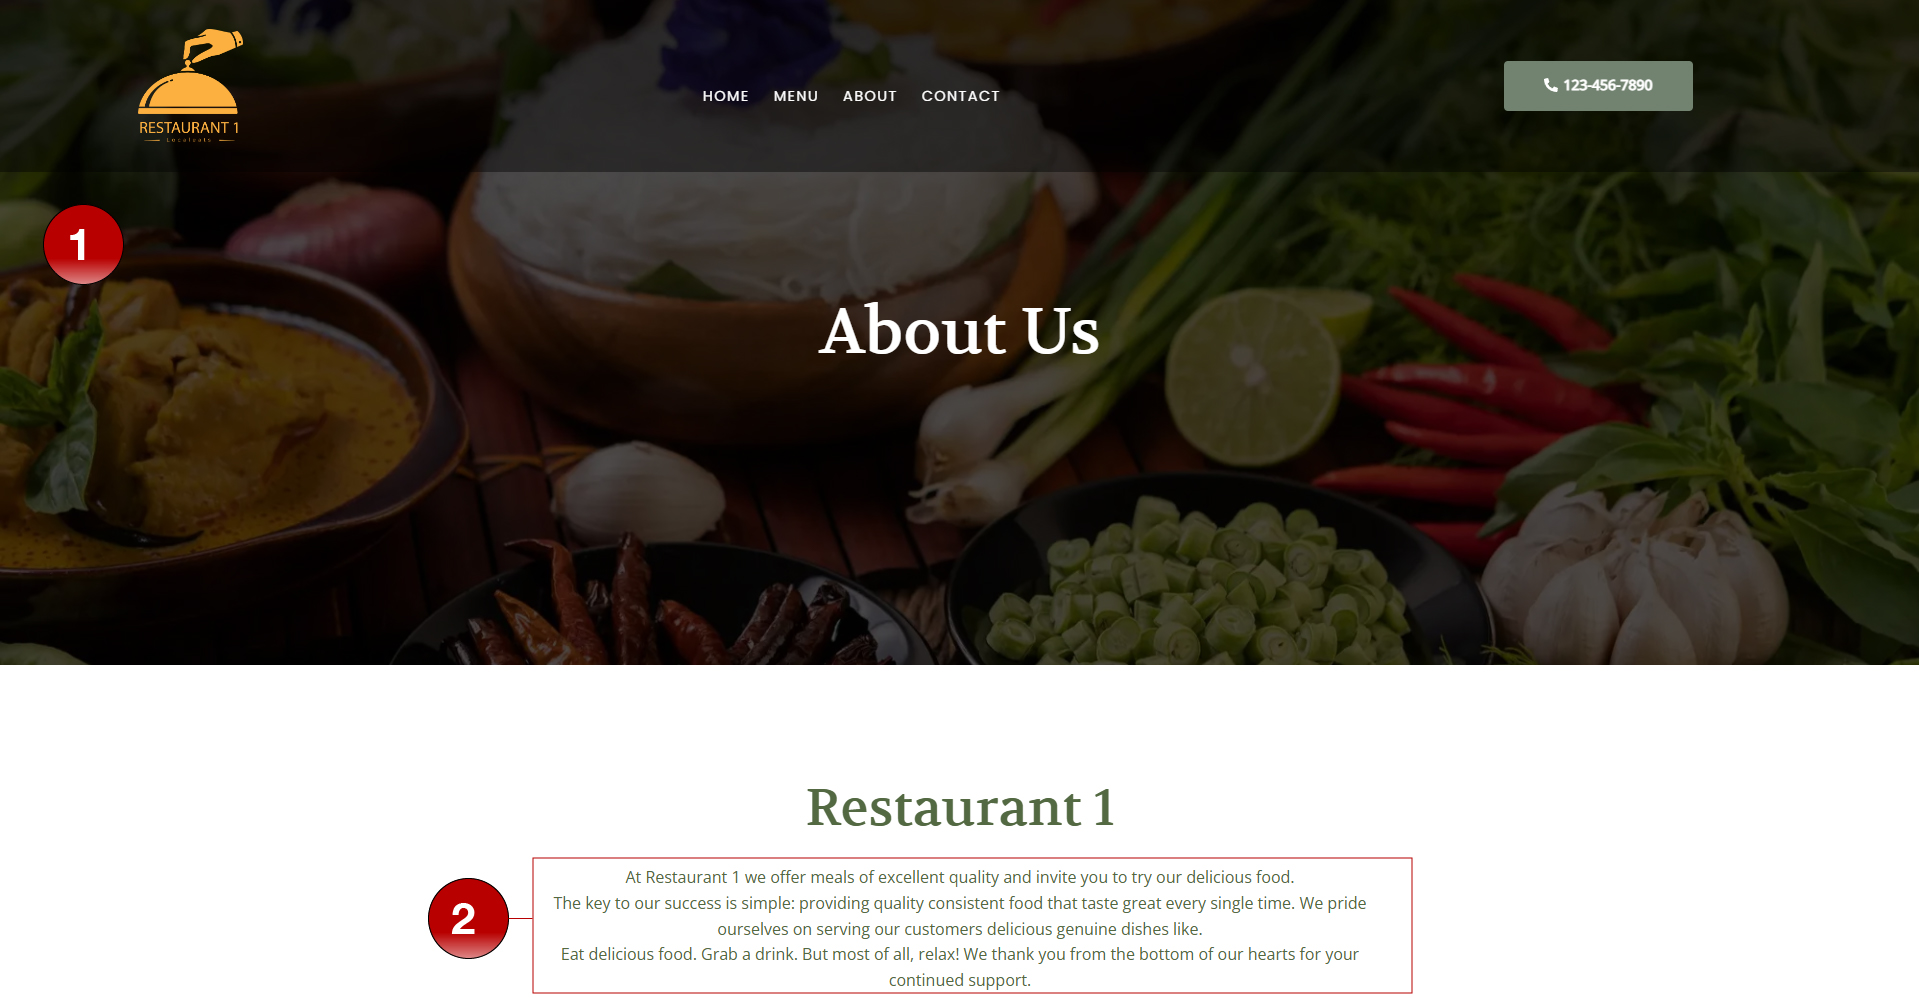 RESTAURANT 1
Localeats
HOME MENU ABOUT CONTACT
123-456-7890
1
About Us
Restaurant 1
2
At Restaurant 1 we offer meals of excellent quality and invite you to try our delicious food.
The key to our success is simple: providing quality consistent food that taste great every single time. We pride
ourselves on serving our customers delicious genuine dishes like.
Eat delicious food. Grab a drink. But most of all, relax! We thank you from the bottom of our hearts for your
continued support.